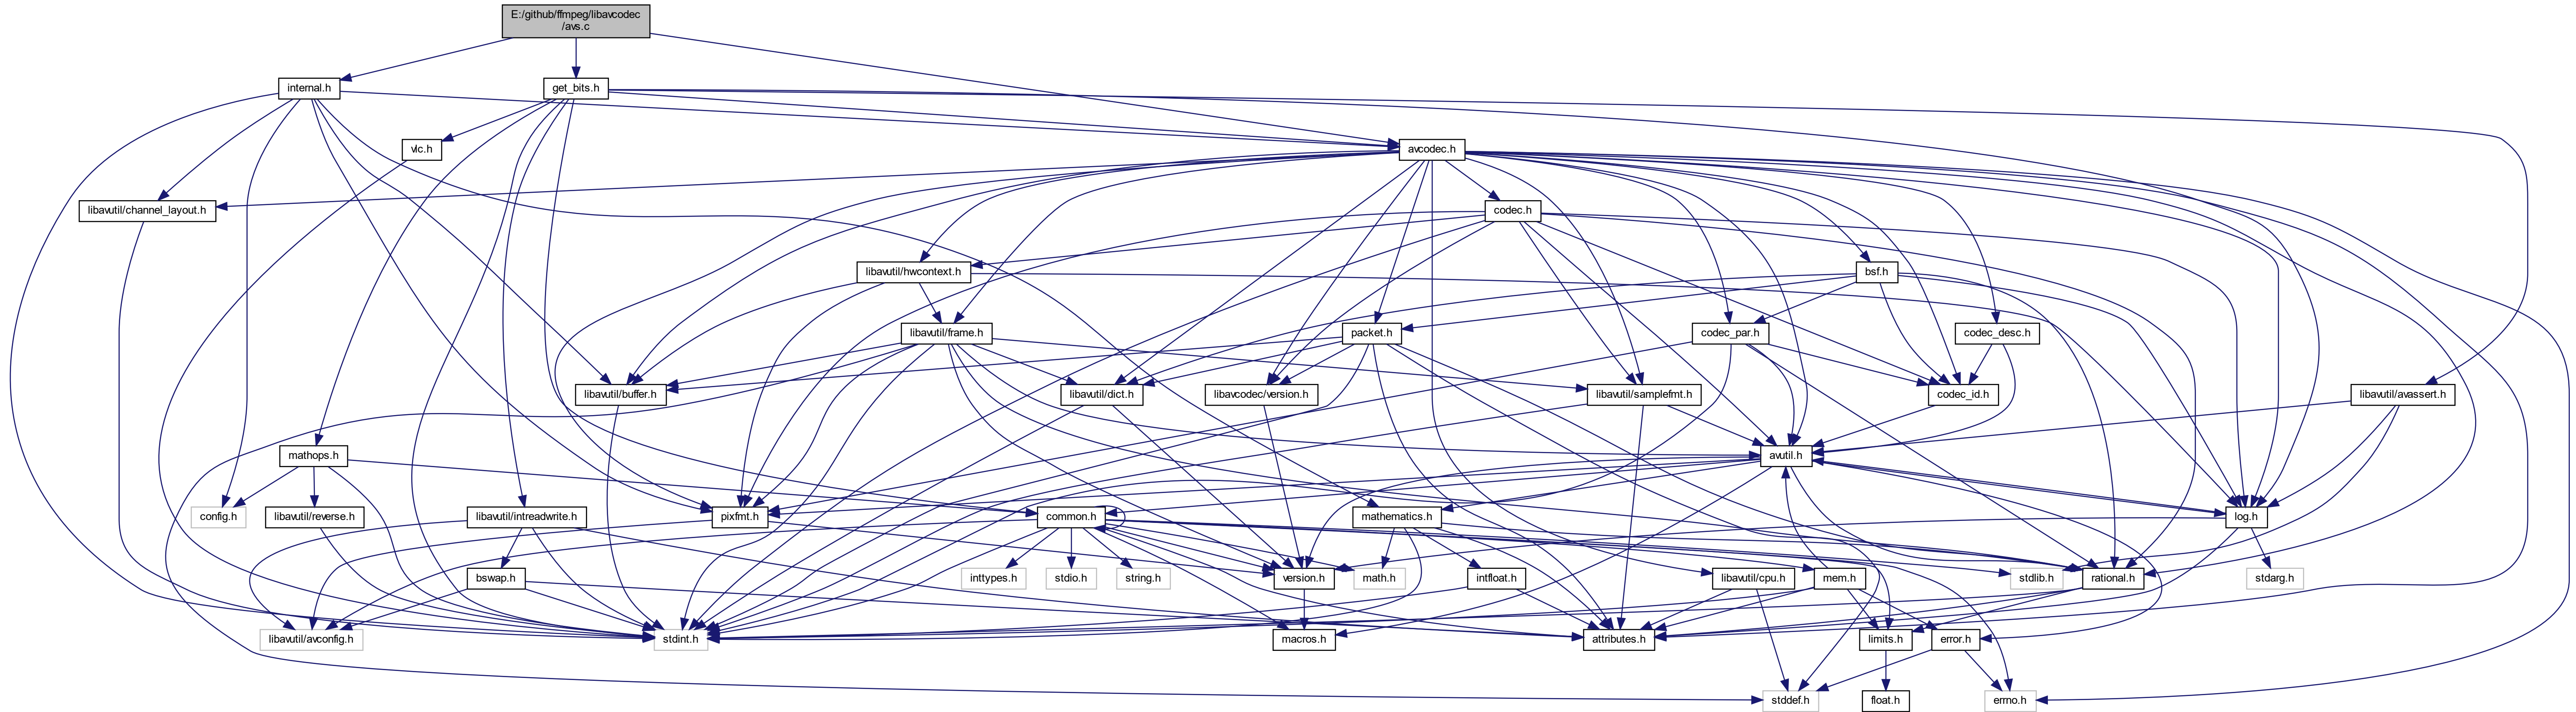 E:/github/ffmpeg/libavcodec
/avs.c
internal.h
get_bits.h
vlc.h
avcodec.h
libavutil/channel_layout.h
codec.h
libavutil/hwcontext.h
bsf.h
libavutil/frame.h
packet.h
codec_par.h
codec_desc.h
libavutil/buffer.h
libavutil/dict.h
libavcodec/version.h
libavutil/samplefmt.h
codec_id.h
libavutil/avassert.h
mathops.h
avutil.h
config.h
libavutil/reverse.h
libavutil/intreadwrite.h
pixfmt.h
common.h
mathematics.h
log.h
bswap.h
inttypes.h
stdio.h
string.h
version.h
math.h
intfloat.h
libavutil/cpu.h
mem.h
stdlib.h
rational.h
stdarg.h
libavutil/avconfig.h
stdint.h
macros.h
attributes.h
limits.h
error.h
stddef.h
float.h
errno.h